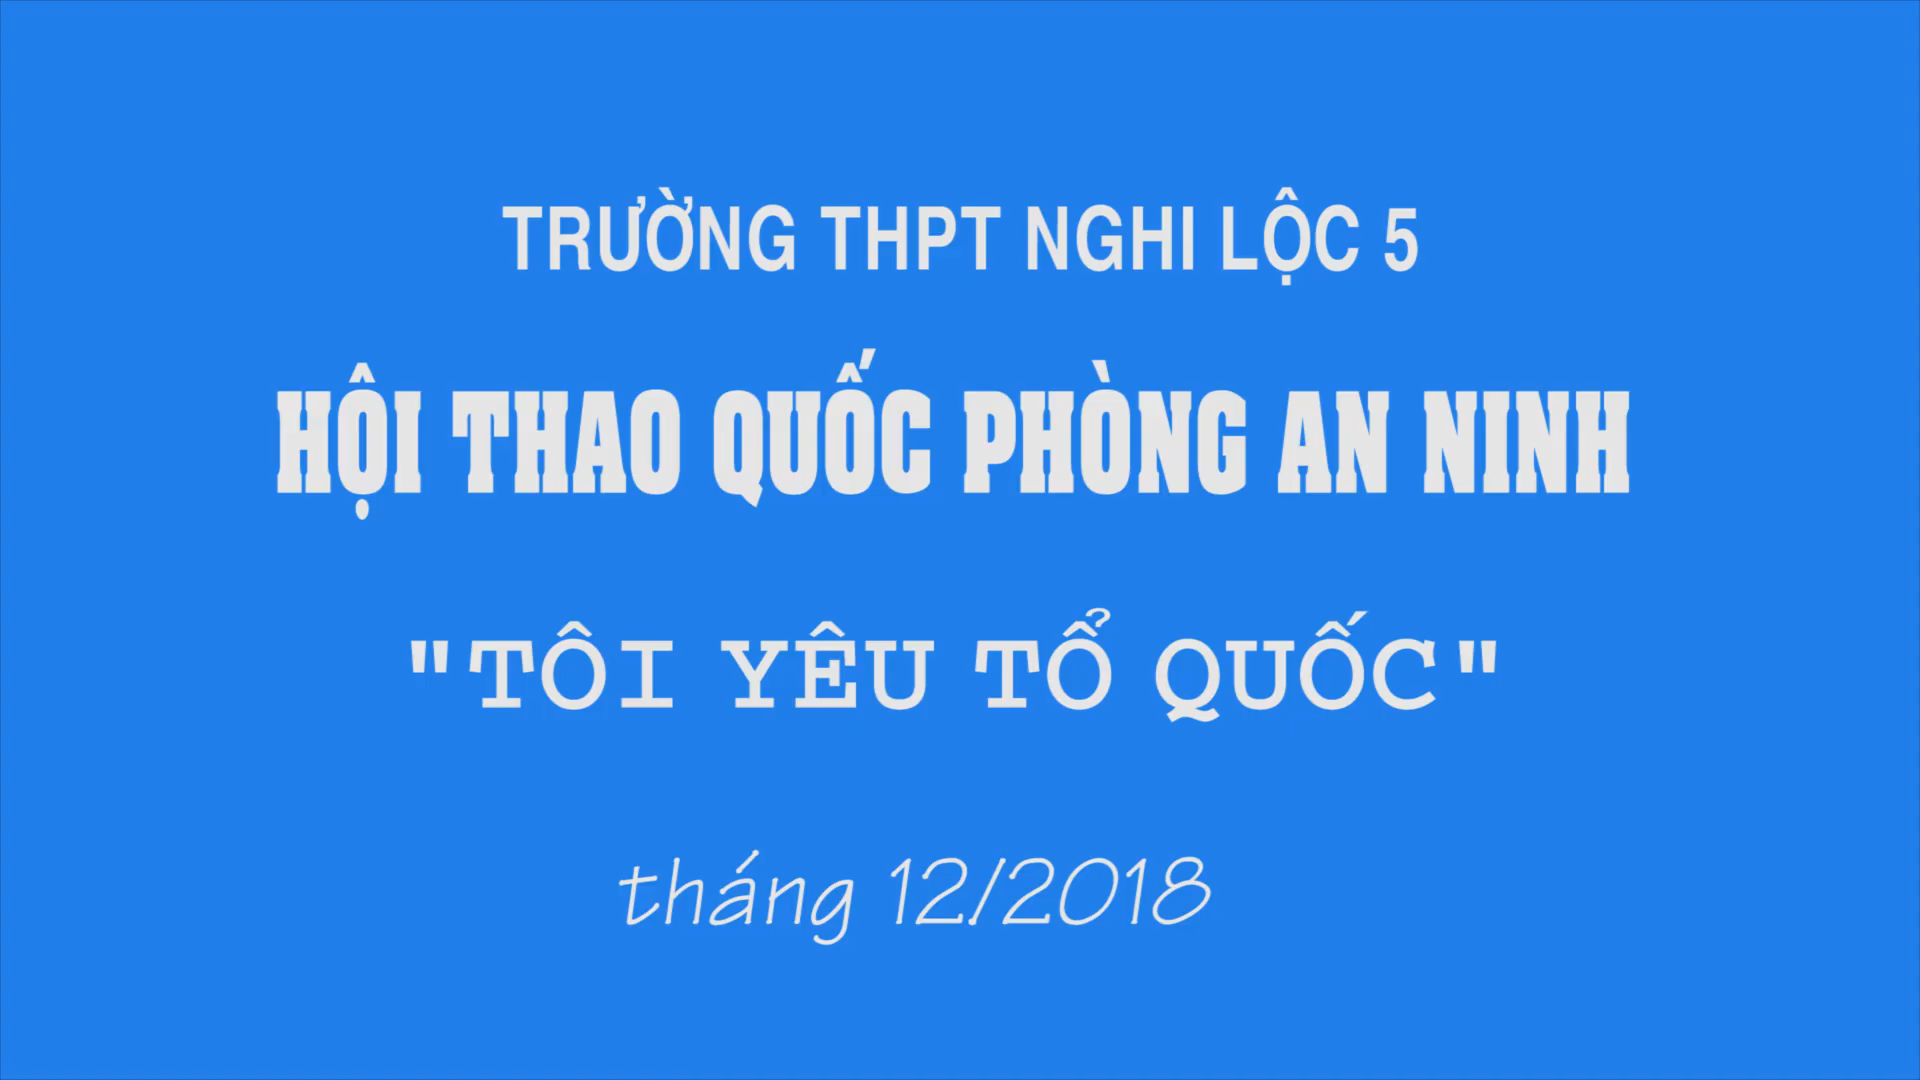 TRƯỜNG THPT NGHI LỘC 5
HỘI THAO QUỐC PHÒNG AN NINH
"TÔI YÊU TỔ QUỐC"
tháng 12/2018